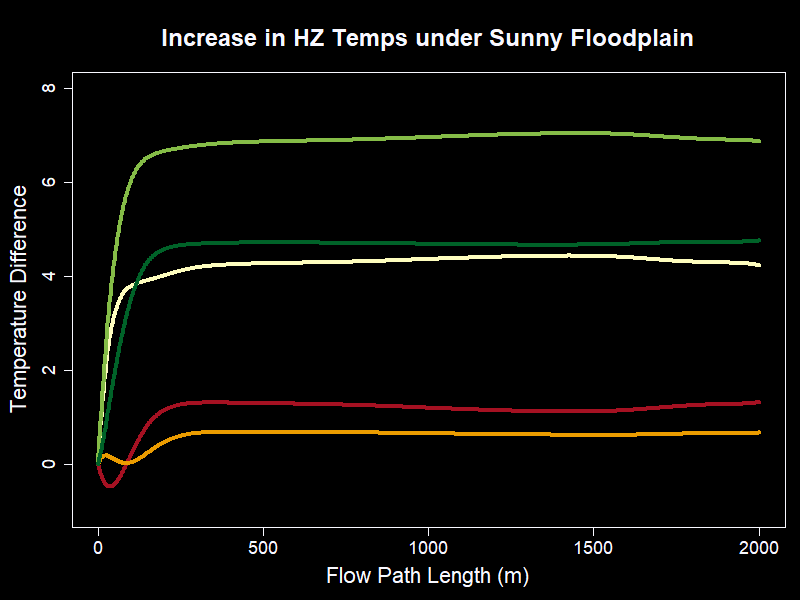 Increase in HZ Temps under Sunny Floodplain
Temperature Difference
8
6
4
2
0
0 500 1000 1500 2000
Flow Path Length (m)